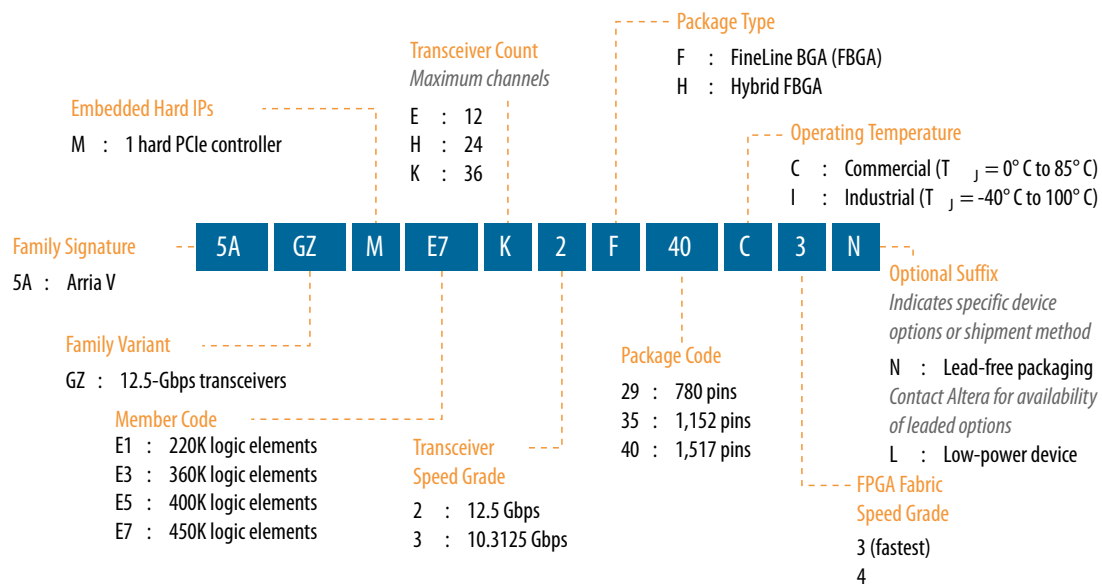 Package Type
F : FineLine BGA (FBGA)
H : Hybrid FBGA
Transceiver Count
Maximum channels
E : 12
H : 24
K : 36
Embedded Hard IPs
M : 1 hard PCIe controller
Operating Temperature
C : Commercial (T J = 0° C to 85° C)
I : Industrial (T J = -40° C to 100° C)
Family Signature
5A : Arria V
5A GZ M E7 K 2 F 40 C 3 N
Optional Suffix
Indicates specific device
options or shipment method
N : Lead-free packaging
Contact Altera for availability
of leaded options
L : Low-power device
Family Variant
GZ : 12.5-Gbps transceivers
Member Code
E1 : 220K logic elements
E3 : 360K logic elements
E5 : 400K logic elements
E7 : 450K logic elements
Transceiver
Speed Grade
2 : 12.5 Gbps
3 : 10.3125 Gbps
Package Code
29 : 780 pins
35 : 1,152 pins
40 : 1,517 pins
FPGA Fabric
Speed Grade
3 (fastest)
4